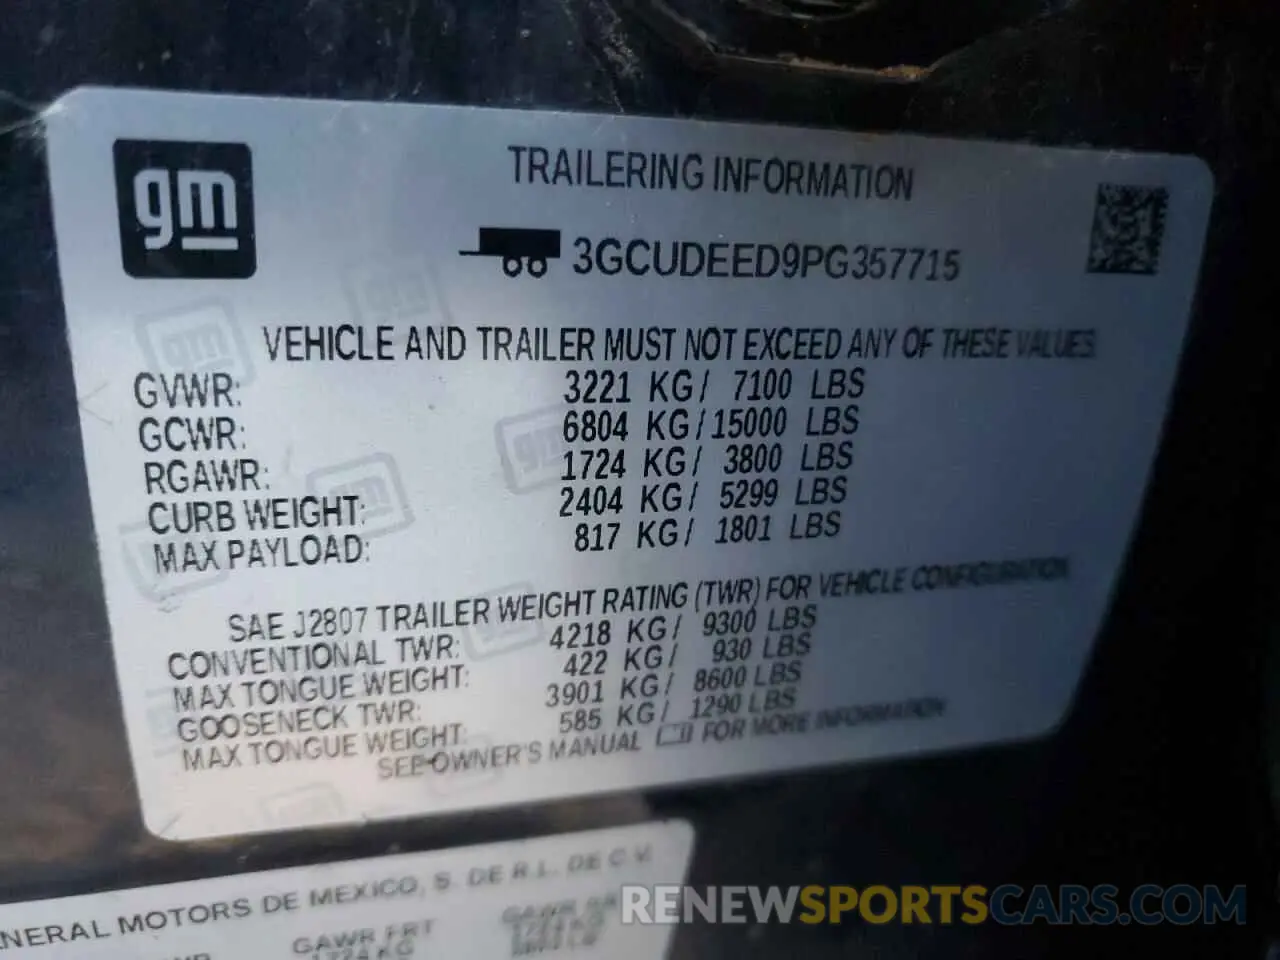 gm
TRAILERING INFORMATION
3GCUDEED9PG357715
VEHICLE AND TRAILER MUST NOT EXCEED ANY OF THESE VALUES
GVWR: 3221 KG/ 7100 LBS
GCWR: 6804 KG/15000 LBS
RGAWR: 1724 KG/ 3800 LBS
CURB WEIGHT: 2404 KG/ 5299 LBS
MAX PAYLOAD: 817 KG/ 1801 LBS
SAE J2807 TRAILER WEIGHT RATING (TWR) FOR VEHICLE CONFIGURATION
CONVENTIONAL TWR: 4218 KG/ 9300 LBS
MAX TONGUE WEIGHT: 422 KG/ 930 LBS
GOOSENECK TWR: 3901 KG/ 8600 LBS
MAX TONGUE WEIGHT: 585 KG/ 1290 LBS
SEE OWNER'S MANUAL FOR MORE INFORMATION
NERAL MOTORS DE MEXICO, S. DE R.L. DE C.V.
GAWR FRT
1724 KG
RENEWSPORTSCARS.COM